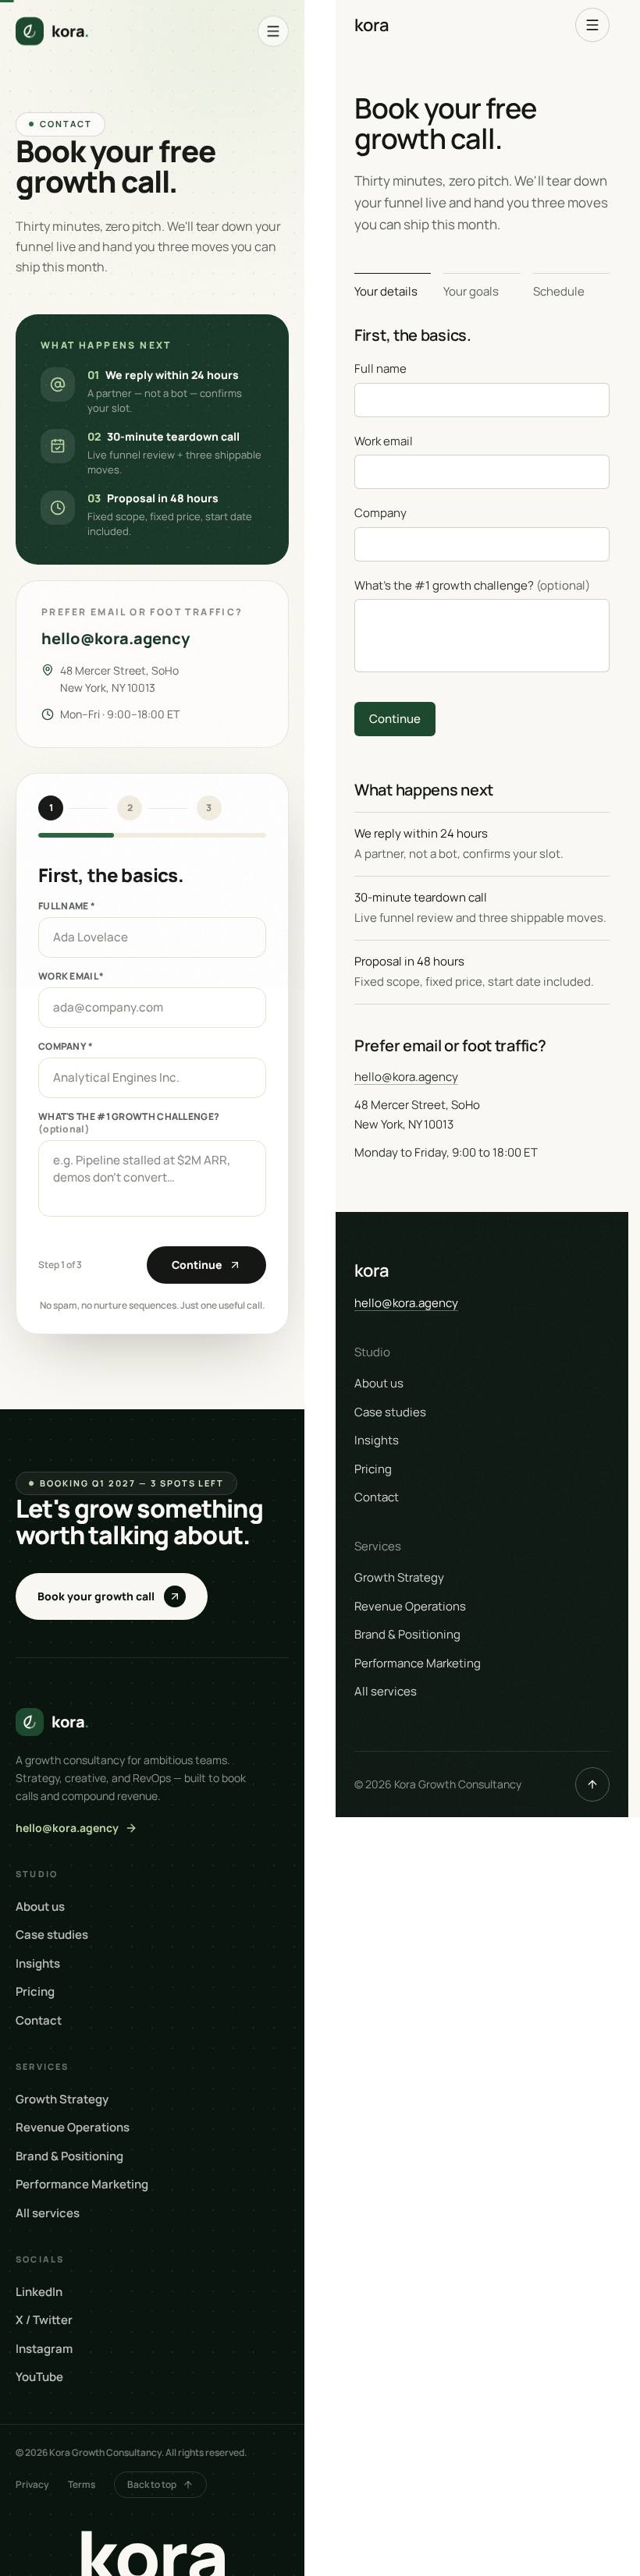 kora.
CONTACT
Book your free
growth call.
Thirty minutes, zero pitch. We'll tear down your
funnel live and hand you three moves you can
ship this month.
WHAT HAPPENS NEXT
01 We reply within 24 hours
A partner — not a bot — confirms
your slot.
02 30-minute teardown call
Live funnel review + three shippable
moves.
03 Proposal in 48 hours
Fixed scope, fixed price, start date
included.
PREFER EMAIL OR FOOT TRAFFIC?
hello@kora.agency
48 Mercer Street, SoHo
New York, NY 10013
Mon–Fri · 9:00–18:00 ET
1
2
3
First, the basics.
FULL NAME *
Ada Lovelace
WORK EMAIL *
ada@company.com
COMPANY *
Analytical Engines Inc.
WHAT'S THE #1 GROWTH CHALLENGE?
(optional)
e.g. Pipeline stalled at $2M ARR,
demos don't convert…
Step 1 of 3
Continue
No spam, no nurture sequences. Just one useful call.
BOOKING Q1 2027 — 3 SPOTS LEFT
Let's grow something
worth talking about.
Book your growth call
kora.
A growth consultancy for ambitious teams.
Strategy, creative, and RevOps — built to book
calls and compound revenue.
hello@kora.agency
STUDIO
About us
Case studies
Insights
Pricing
Contact
SERVICES
Growth Strategy
Revenue Operations
Brand & Positioning
Performance Marketing
All services
SOCIALS
LinkedIn
X / Twitter
Instagram
YouTube
© 2026 Kora Growth Consultancy. All rights reserved.
Privacy
Terms
Back to top
kora
kora
Book your free
growth call.
Thirty minutes, zero pitch. We'll tear down
your funnel live and hand you three moves
you can ship this month.
Your details
Your goals
Schedule
First, the basics.
Full name
Work email
Company
What's the #1 growth challenge? (optional)
Continue
What happens next
We reply within 24 hours
A partner, not a bot, confirms your slot.
30-minute teardown call
Live funnel review and three shippable moves.
Proposal in 48 hours
Fixed scope, fixed price, start date included.
Prefer email or foot traffic?
hello@kora.agency
48 Mercer Street, SoHo
New York, NY 10013
Monday to Friday, 9:00 to 18:00 ET
kora
hello@kora.agency
Studio
About us
Case studies
Insights
Pricing
Contact
Services
Growth Strategy
Revenue Operations
Brand & Positioning
Performance Marketing
All services
© 2026 Kora Growth Consultancy